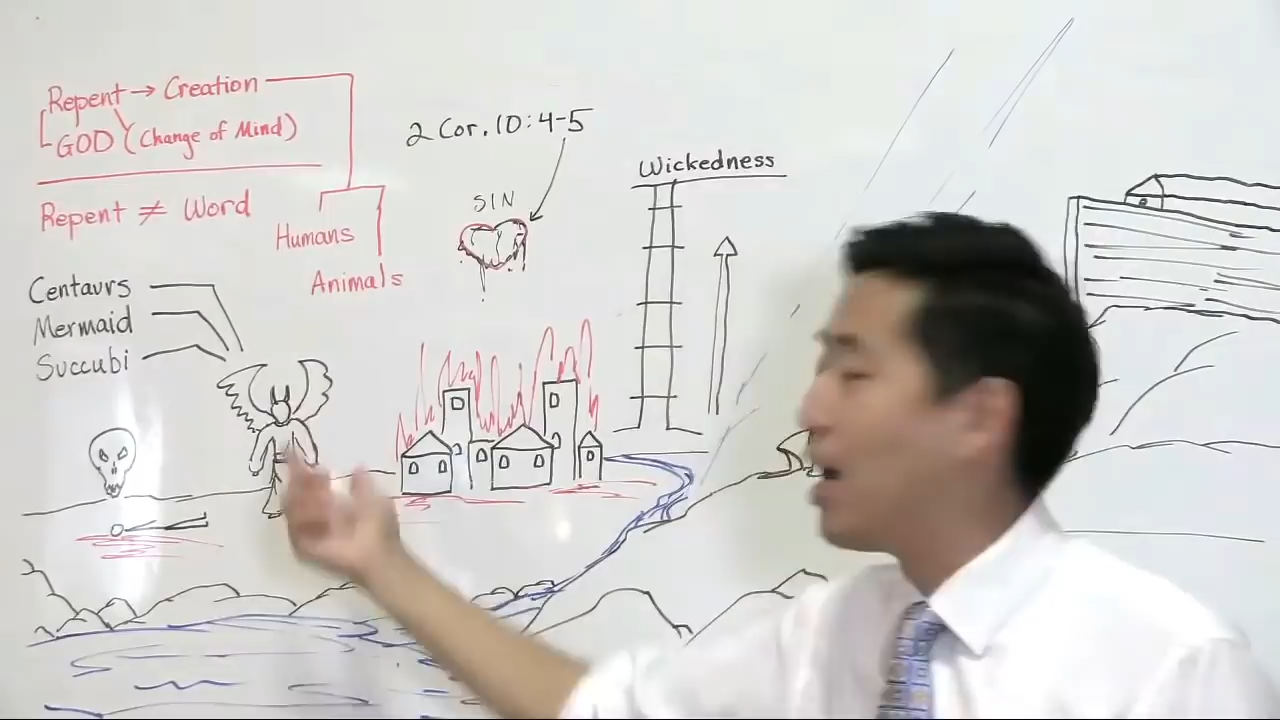 Repent → Creation
GOD (Change of Mind)
Repent ≠ Word
Humans
Animals
Centaurs
Mermaid
Succubi
2 Cor. 10:4-5
SIN
Wickedness